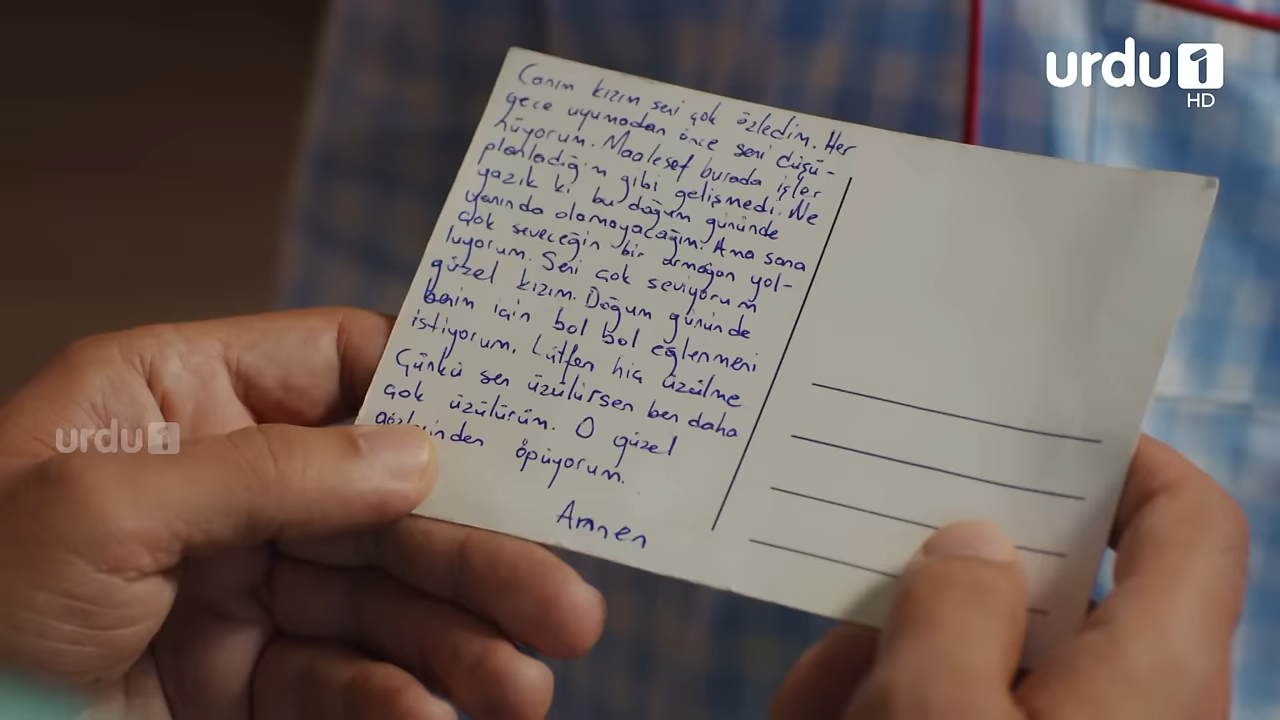 urdu1
HD
Canım kızım seni çok özledim. Her
gece uyumadan önce seni düşü-
nüyorum. Maalesef burada işler
planladığım gibi gelişmedi. Ne
yazık ki bu doğum gününde
yanında olamayacağım. Ama sana
çok seveceğin bir armağan yol-
luyorum. Seni çok seviyorum
güzel kızım. Doğum gününde
benim için bol bol eğlenmeni
istiyorum. Lütfen hiç üzülme
Çünkü sen üzülürsen ben daha
çok üzülürüm. O güzel
gözlerinden öpüyorum.
Annen
urdu1